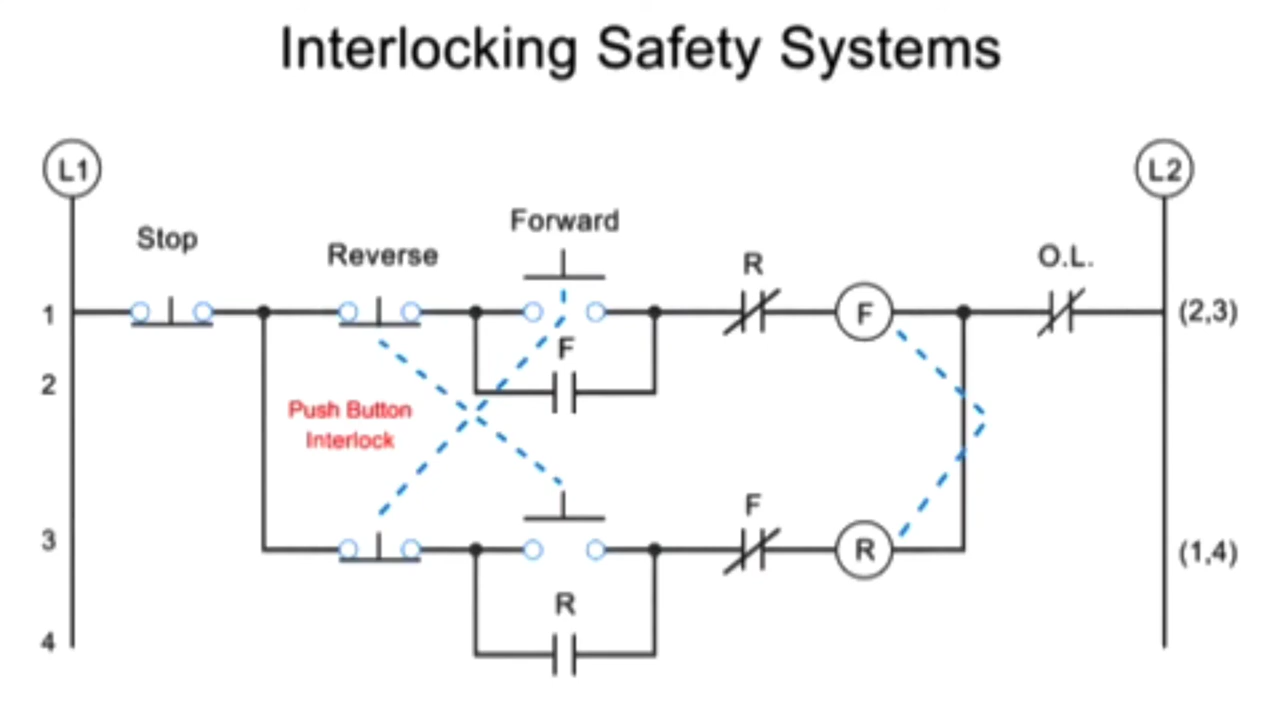 Interlocking Safety Systems
L1
L2
Forward
Stop
Reverse
R
O.L.
1
F
(2,3)
F
2
Push Button
Interlock
F
3
R
(1,4)
R
4